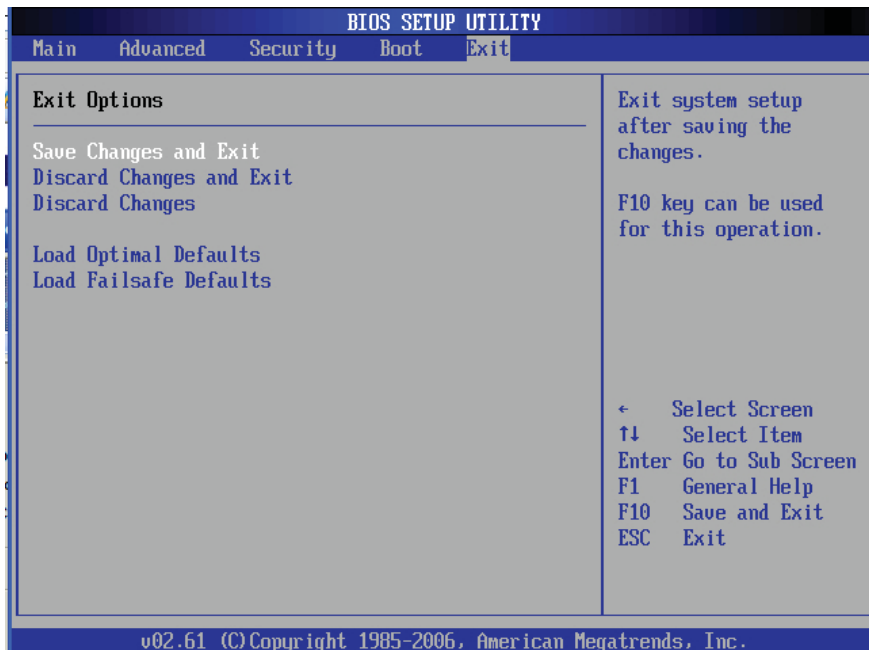 BIOS SETUP UTILITY
Main Advanced Security Boot Exit
Exit Options
Save Changes and Exit
Discard Changes and Exit
Discard Changes
Load Optimal Defaults
Load Failsafe Defaults
Exit system setup
after saving the
changes.
F10 key can be used
for this operation.
← Select Screen
↑↓ Select Item
Enter Go to Sub Screen
F1 General Help
F10 Save and Exit
ESC Exit
v02.61 (C)Copyright 1985-2006, American Megatrends, Inc.